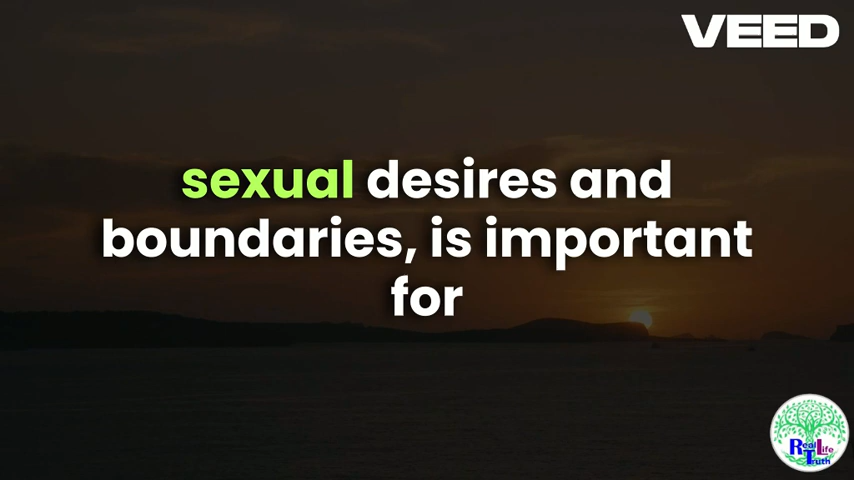 VEED
sexual desires and
boundaries, is important
for
Real Life
Truth